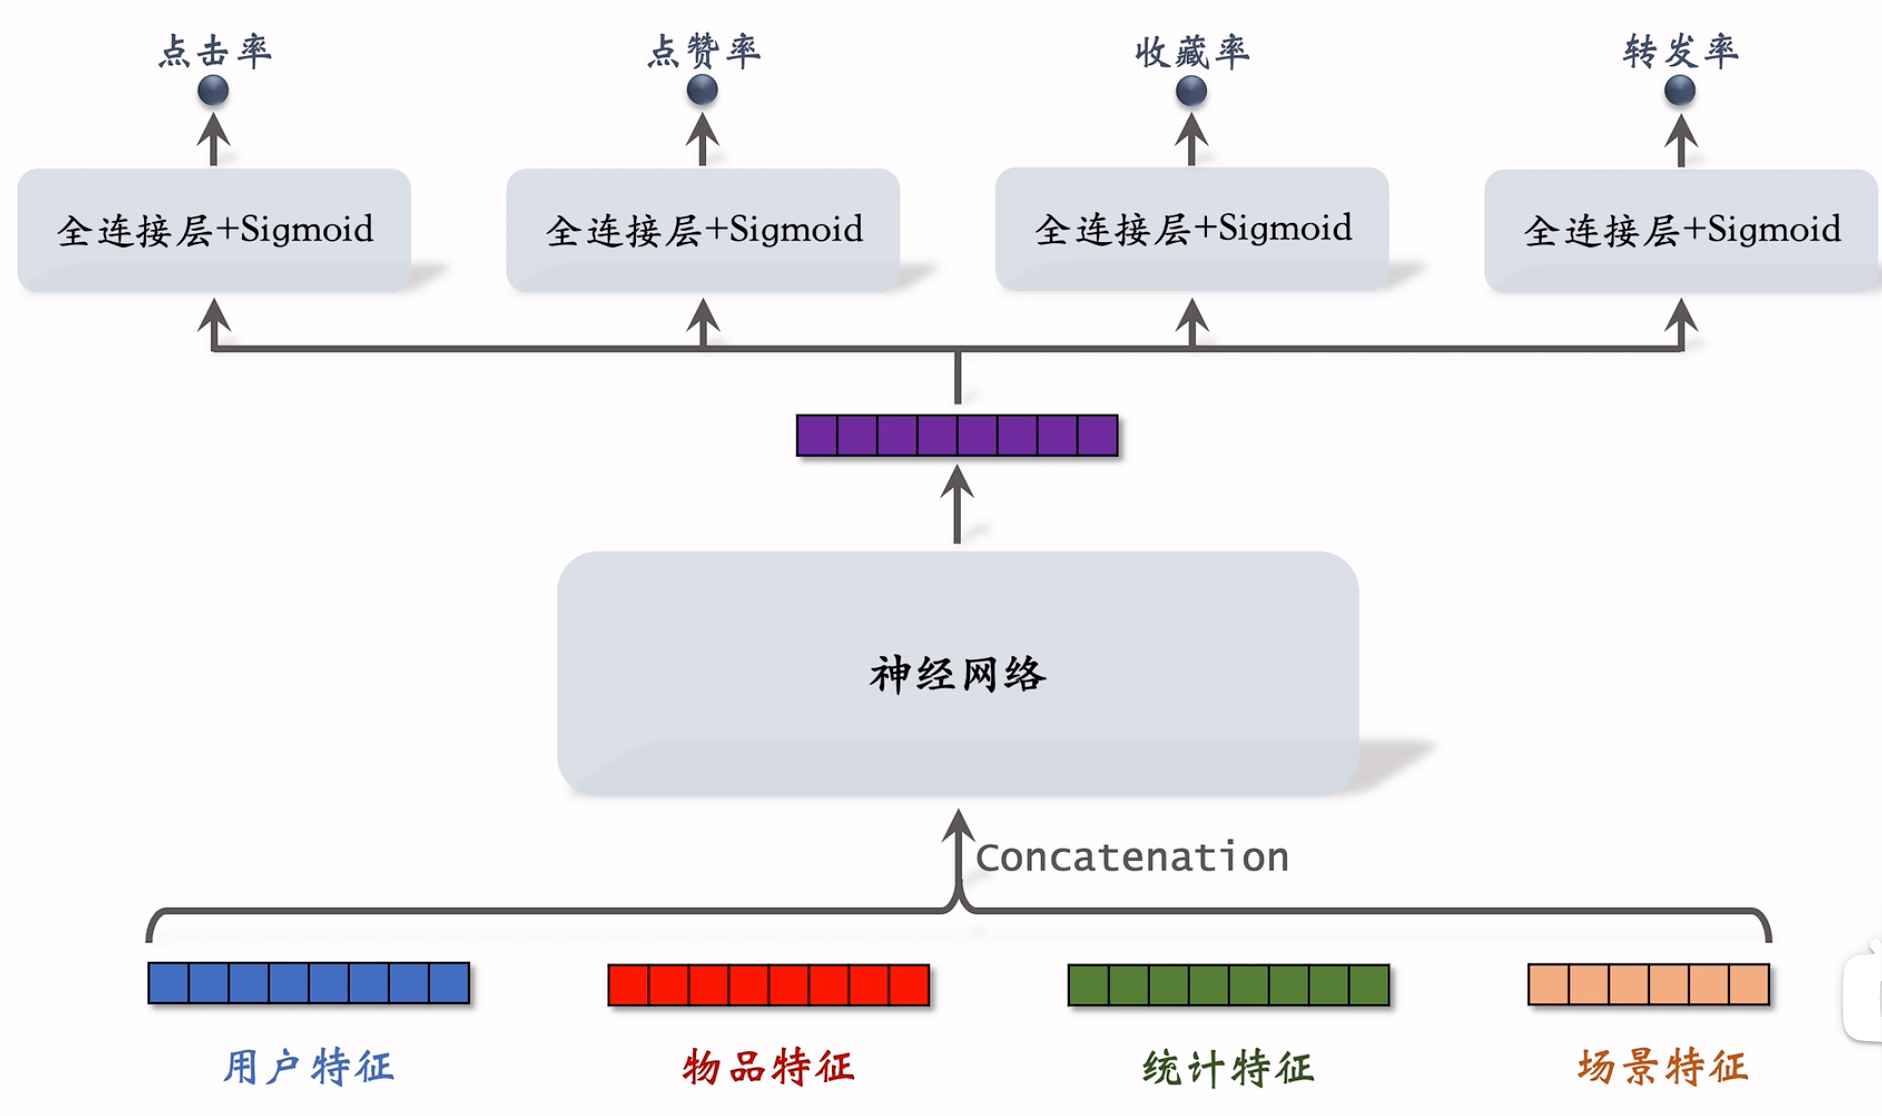 点击率
点赞率
收藏率
转发率
全连接层+Sigmoid
全连接层+Sigmoid
全连接层+Sigmoid
全连接层+Sigmoid
神经网络
Concatenation
用户特征
物品特征
统计特征
场景特征